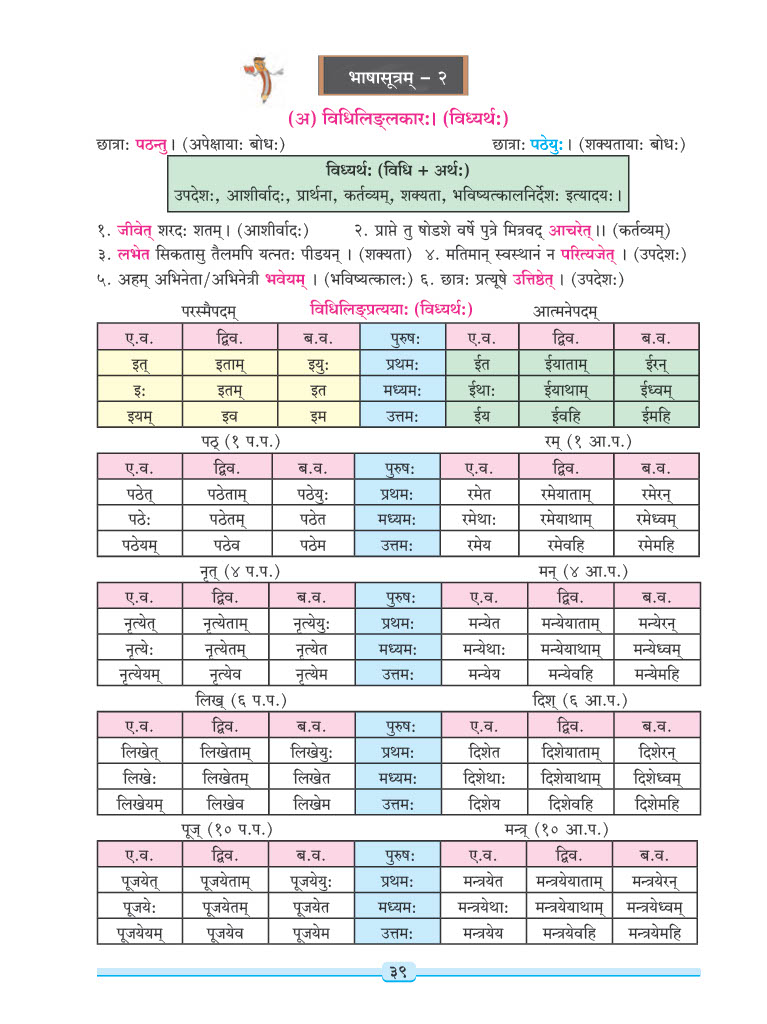 भाषासूत्रम् – २
(अ) विधिलिङ्लकारः। (विध्यर्थः)
छात्राः पठन्तु। (अपेक्षायाः बोधः) छात्राः पठेयुः। (शक्यतायाः बोधः)
विध्यर्थः (विधि + अर्थः)
उपदेशः, आशीर्वादः, प्रार्थना, कर्तव्यम्, शक्यता, भविष्यत्कालनिर्देशः इत्यादयः।
१. जीवेत् शरदः शतम्। (आशीर्वादः) २. प्राप्ते तु षोडशे वर्षे पुत्रे मित्रवद् आचरेत्।। (कर्तव्यम्)
३. लभेत सिकतासु तैलमपि यत्नतः पीडयन् । (शक्यता) ४. मतिमान् स्वस्थानं न परित्यजेत् । (उपदेशः)
५. अहम् अभिनेता/अभिनेत्री भवेयम् । (भविष्यत्कालः) ६. छात्रः प्रत्यूषे उत्तिष्ठेत् । (उपदेशः)
परस्मैपदम् विधिलिङ्प्रत्ययाः (विध्यर्थः) आत्मनेपदम्
ए.व. द्विव. ब.व. पुरुषः ए.व. द्विव. ब.व.
इत् इताम् इयुः प्रथमः ईत ईयाताम् ईरन्
इः इतम् इत मध्यमः ईथाः ईयाथाम् ईध्वम्
इयम् इव इम उत्तमः ईय ईवहि ईमहि
पठ् (१ प.प.) रम् (१ आ.प.)
ए.व. द्विव. ब.व. पुरुषः ए.व. द्विव. ब.व.
पठेत् पठेताम् पठेयुः प्रथमः रमेत रमेयाताम् रमेरन्
पठेः पठेतम् पठेत मध्यमः रमेथाः रमेयाथाम् रमेध्वम्
पठेयम् पठेव पठेम उत्तमः रमेय रमेवहि रमेमहि
नृत् (४ प.प.) मन् (४ आ.प.)
ए.व. द्विव. ब.व. पुरुषः ए.व. द्विव. ब.व.
नृत्येत् नृत्येताम् नृत्येयुः प्रथमः मन्येत मन्येयाताम् मन्येरन्
नृत्येः नृत्येतम् नृत्येत मध्यमः मन्येथाः मन्येयाथाम् मन्येध्वम्
नृत्येयम् नृत्येव नृत्येम उत्तमः मन्येय मन्येवहि मन्येमहि
लिख् (६ प.प.) दिश् (६ आ.प.)
ए.व. द्विव. ब.व. पुरुषः ए.व. द्विव. ब.व.
लिखेत् लिखेताम् लिखेयुः प्रथमः दिशेत दिशेयाताम् दिशेरन्
लिखेः लिखेतम् लिखेत मध्यमः दिशेथाः दिशेयाथाम् दिशेध्वम्
लिखेयम् लिखेव लिखेम उत्तमः दिशेय दिशेवहि दिशेमहि
पूज् (१० प.प.) मन्त्र् (१० आ.प.)
ए.व. द्विव. ब.व. पुरुषः ए.व. द्विव. ब.व.
पूजयेत् पूजयेताम् पूजयेयुः प्रथमः मन्त्रयेत मन्त्रयेयाताम् मन्त्रयेरन्
पूजयेः पूजयेतम् पूजयेत मध्यमः मन्त्रयेथाः मन्त्रयेयाथाम् मन्त्रयेध्वम्
पूजयेयम् पूजयेव पूजयेम उत्तमः मन्त्रयेय मन्त्रयेवहि मन्त्रयेमहि
३९